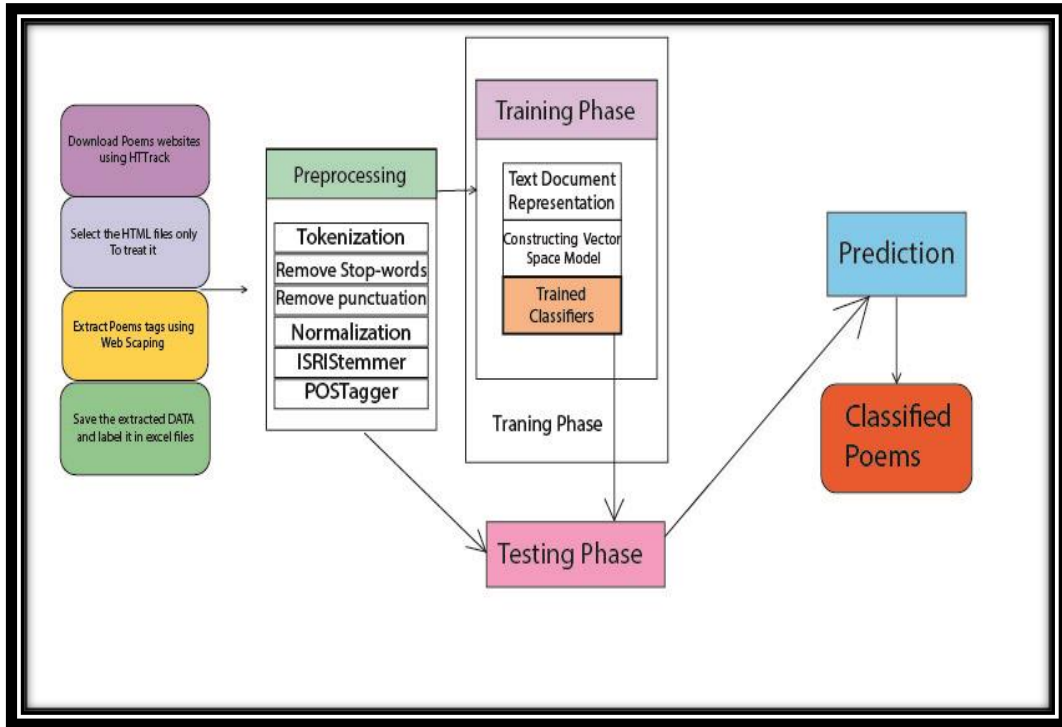 Download Poems websites
using HTTrack
Select the HTML files only
To treat it
Extract Poems tags using
Web Scaping
Save the extracted DATA
and label it in excel files
Preprocessing
Tokenization
Remove Stop-words
Remove punctuation
Normalization
ISRIStemmer
POSTagger
Training Phase
Text Document
Representation
Constructing Vector
Space Model
Trained
Classifiers
Traning Phase
Testing Phase
Prediction
Classified
Poems